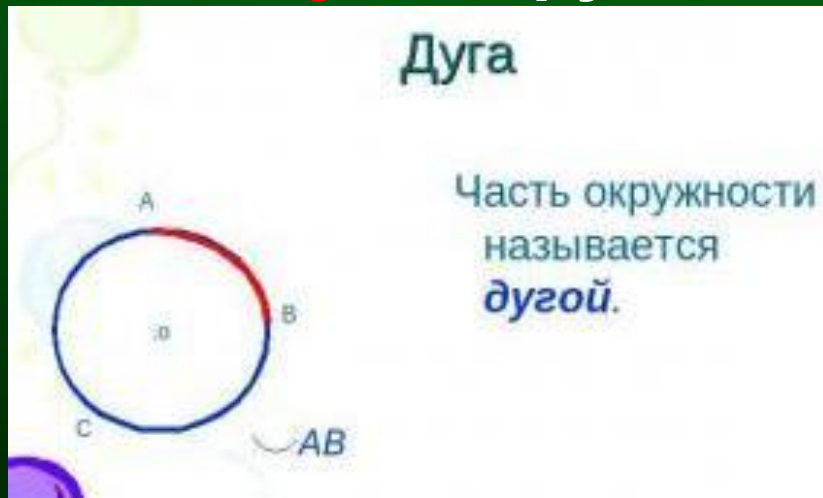 Дуга
Часть окружности
называется
дугой.
A
B
.o
C
AB